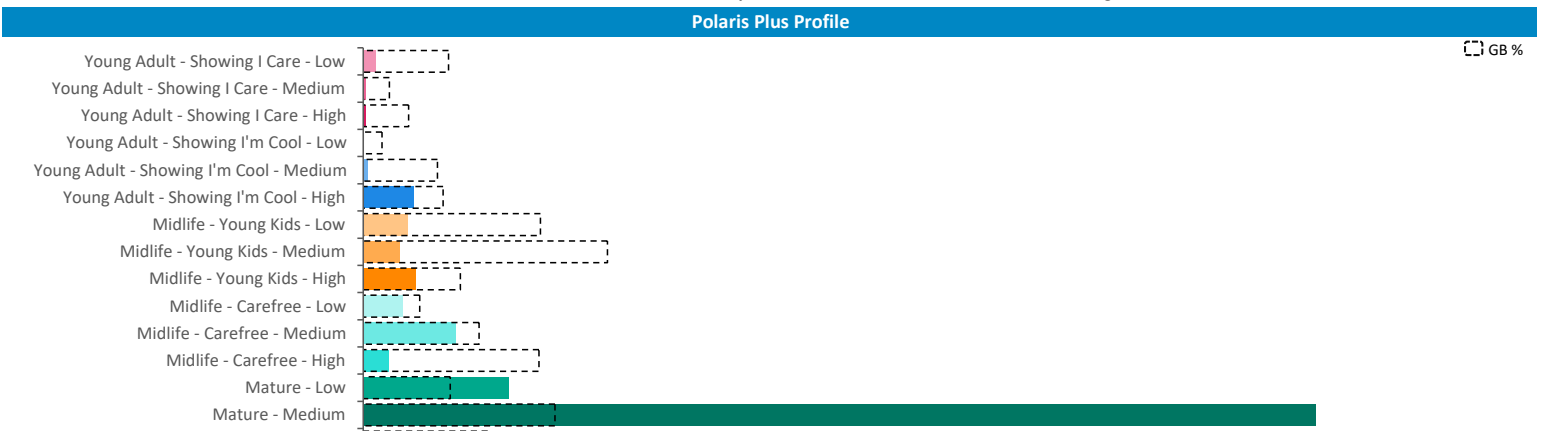 Polaris Plus Profile
GB %
Young Adult - Showing I Care - Low
Young Adult - Showing I Care - Medium
Young Adult - Showing I Care - High
Young Adult - Showing I'm Cool - Low
Young Adult - Showing I'm Cool - Medium
Young Adult - Showing I'm Cool - High
Midlife - Young Kids - Low
Midlife - Young Kids - Medium
Midlife - Young Kids - High
Midlife - Carefree - Low
Midlife - Carefree - Medium
Midlife - Carefree - High
Mature - Low
Mature - Medium